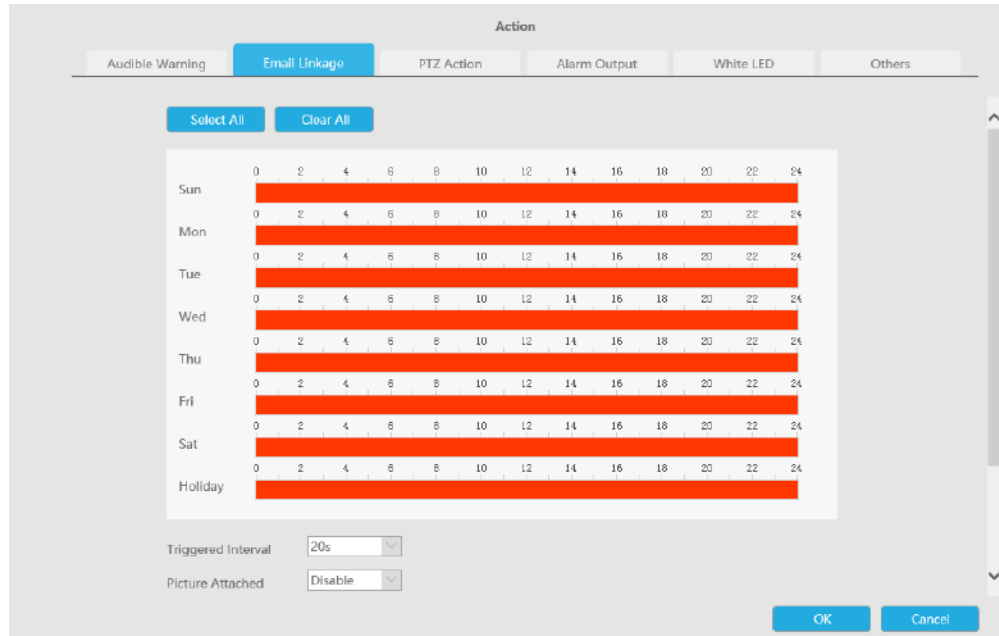 Action
Audible Warning Email Linkage PTZ Action Alarm Output White LED Others
Select All Clear All
0 2 4 6 8 10 12 14 16 18 20 22 24
Sun
0 2 4 6 8 10 12 14 16 18 20 22 24
Mon
0 2 4 6 8 10 12 14 16 18 20 22 24
Tue
0 2 4 6 8 10 12 14 16 18 20 22 24
Wed
0 2 4 6 8 10 12 14 16 18 20 22 24
Thu
0 2 4 6 8 10 12 14 16 18 20 22 24
Fri
0 2 4 6 8 10 12 14 16 18 20 22 24
Sat
0 2 4 6 8 10 12 14 16 18 20 22 24
Holiday
Triggered Interval 20s
Picture Attached Disable
OK Cancel